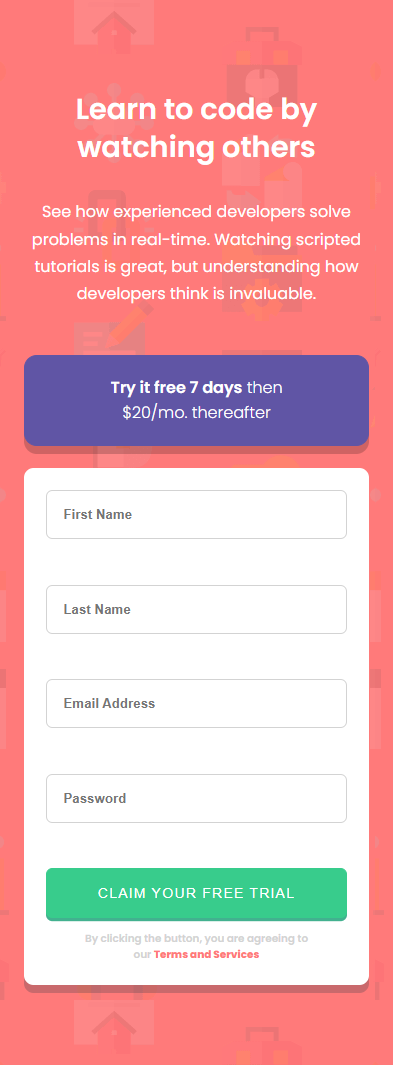 Learn to code by
watching others
See how experienced developers solve
problems in real-time. Watching scripted
tutorials is great, but understanding how
developers think is invaluable.
Try it free 7 days then
$20/mo. thereafter
First Name
Last Name
Email Address
Password
CLAIM YOUR FREE TRIAL
By clicking the button, you are agreeing to
our Terms and Services